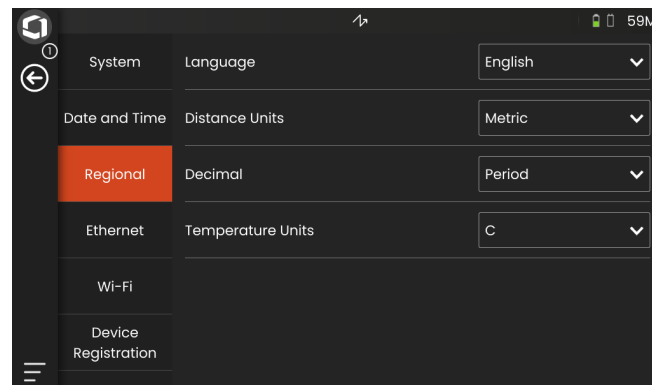 59M
1
System
Language
English
Date and Time
Distance Units
Metric
Regional
Decimal
Period
Ethernet
Temperature Units
C
Wi-Fi
Device
Registration